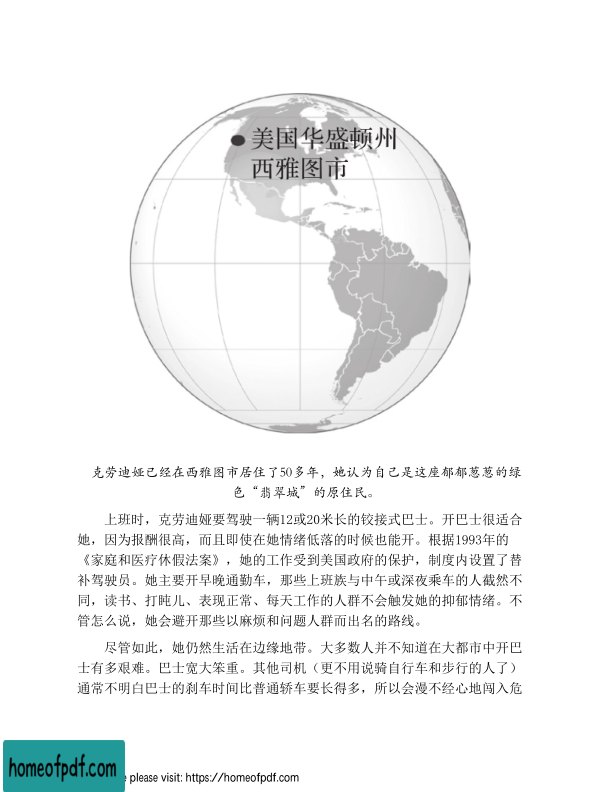 美国华盛顿州
西雅图市
克劳迪娅已经在西雅图市居住了50多年，她认为自己是这座郁郁葱葱的绿
色“翡翠城”的原住民。
上班时，克劳迪娅要驾驶一辆12或20米长的铰接式巴士。开巴士很适合
她，因为报酬很高，而且即使在她情绪低落的时候也能开。根据1993年的
《家庭和医疗休假法案》，她的工作受到美国政府的保护，制度内设置了替
补驾驶员。她主要开早晚通勤车，那些上班族与中午或深夜乘车的人截然不
同，读书、打盹儿、表现正常、每天工作的人群不会触发她的抑郁情绪。不
管怎么说，她会避开那些以麻烦和问题人群而出名的路线。
尽管如此，她仍然生活在边缘地带。大多数人并不知道在大都市中开巴
士有多艰难。巴士宽大笨重。其他司机（更不用说骑自行车和步行的人了）
通常不明白巴士的刹车时间比普通轿车要长得多，所以会漫不经心地闯入危
homeofpdf.com
e please visit: https://homeofpdf.com